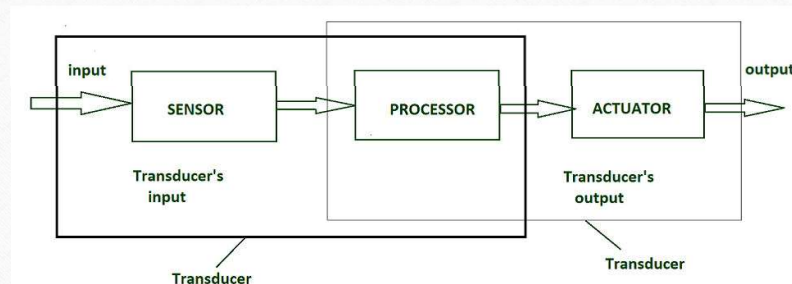 input
output
SENSOR
PROCESSOR
ACTUATOR
Transducer's
input
Transducer's
output
Transducer
Transducer